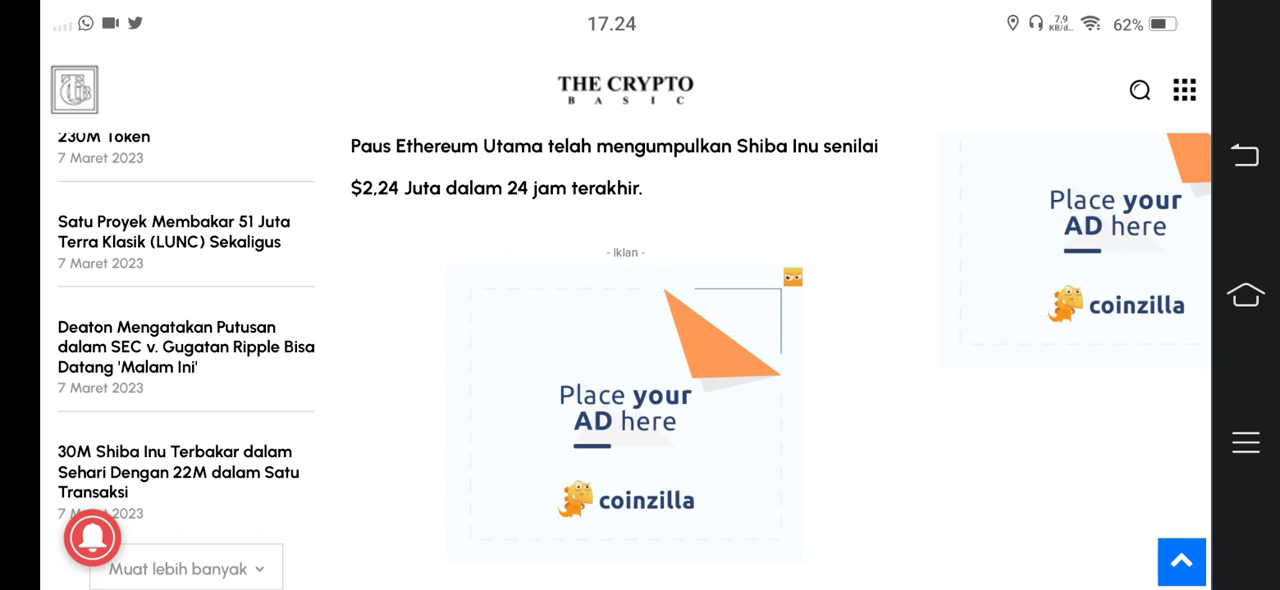 17.24
7,9
KB/d...
62%
THE CRYPTO
BASIC
230M Token
7 Maret 2023
Satu Proyek Membakar 51 Juta
Terra Klasik (LUNC) Sekaligus
7 Maret 2023
Deaton Mengatakan Putusan
dalam SEC v. Gugatan Ripple Bisa
Datang 'Malam Ini'
7 Maret 2023
30M Shiba Inu Terbakar dalam
Sehari Dengan 22M dalam Satu
Transaksi
7 2023
Muat lebih banyak
Paus Ethereum Utama telah mengumpulkan Shiba Inu senilai
$2,24 Juta dalam 24 jam terakhir.
- Iklan -
Place your
AD here
coinzilla
Place your
AD here
coinzilla